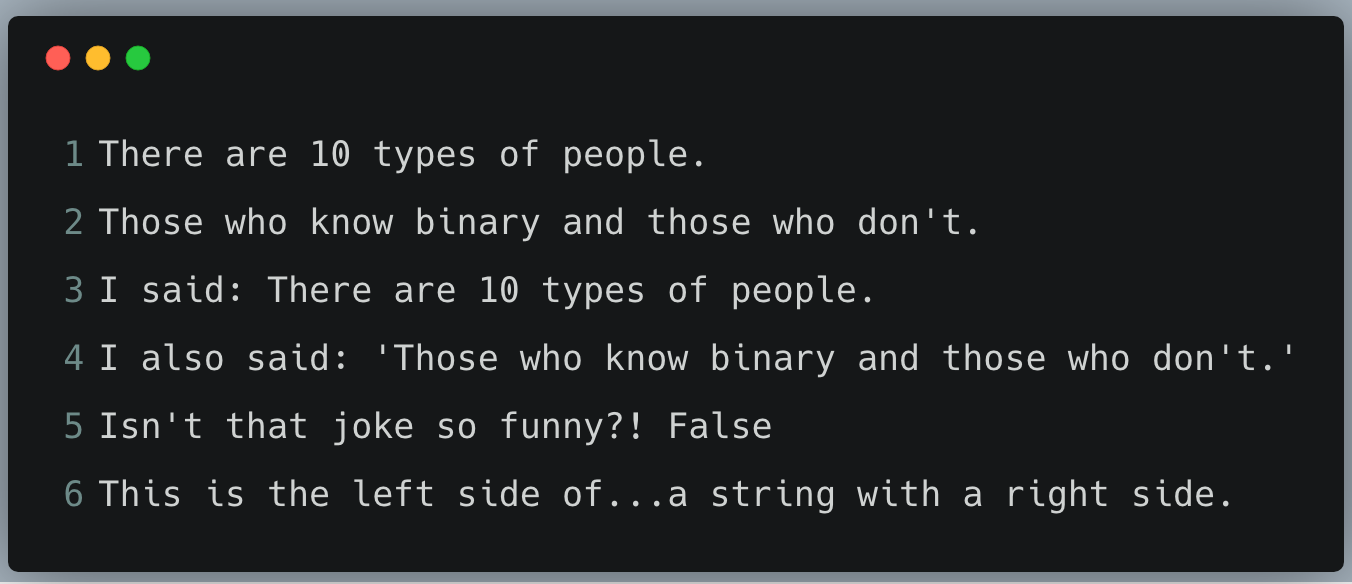 1 There are 10 types of people.
2 Those who know binary and those who don't.
3 I said: There are 10 types of people.
4 I also said: 'Those who know binary and those who don't.'
5 Isn't that joke so funny?! False
6 This is the left side of...a string with a right side.